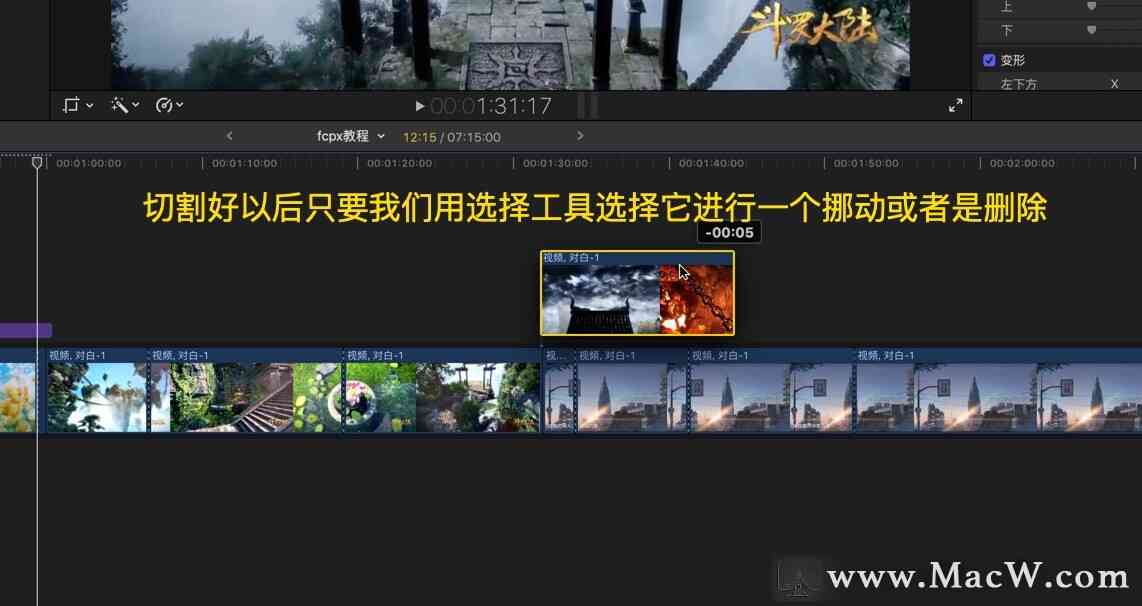 斗罗大陆
上
下
变形
左下方 X
00:01:31:17
fcpx教程 12:15 / 07:15:00
00:01:00:00 00:01:10:00 00:01:20:00 00:01:30:00 00:01:40:00 00:01:50:00 00:02:00:00
切割好以后只要我们用选择工具选择它进行一个挪动或者是删除
-00:05
视频, 对白-1
视频, 对白-1 视频, 对白-1 视频, 对白-1 视... 视频, 对白-1 视频, 对白-1 视频, 对白-1
www.MacW.com